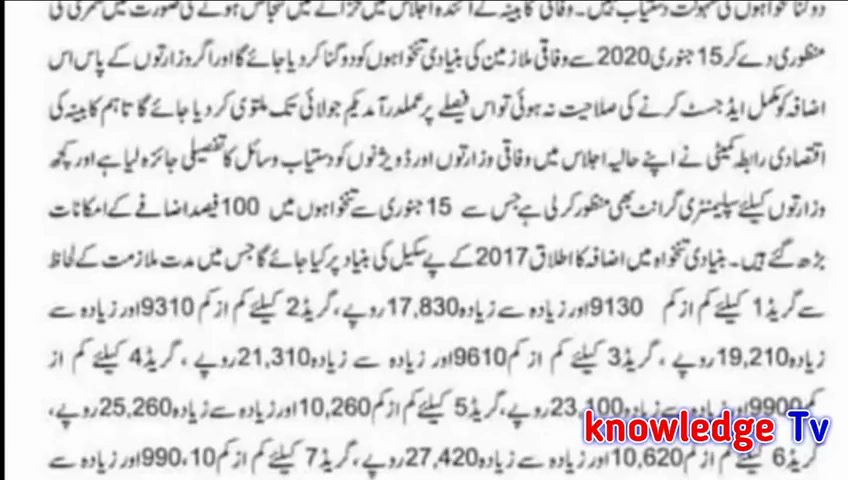 دوگنا تنخواہوں کی سہولت دستیاب ہیں۔ وفاقی کابینہ کے آئندہ اجلاس میں خزانے میں گنجائش ہونے کی صورت میں سمری کی
منظوری دے کر 15 جنوری 2020 سے وفاقی ملازمین کی بنیادی تنخواہوں کو دوگنا کر دیا جائے گا اور اگر وزارتوں کے پاس اس
اضافہ کو مکمل ایڈجسٹ کرنے کی صلاحیت نہ ہوئی تو اس فیصلے پر عملدرآمد یکم جولائی تک ملتوی کر دیا جائے گا تاہم کابینہ کی
اقتصادی رابطہ کمیٹی نے اپنے حالیہ اجلاس میں وفاقی وزارتوں اور ڈویژنوں کو دستیاب وسائل کا تفصیلی جائزہ لیا ہے اور کچھ
وزارتوں کیلئے سپلیمنٹری گرانٹ بھی منظور کر لی ہے جس سے 15 جنوری سے تنخواہوں میں 100 فیصد اضافے کے امکانات
بڑھ گئے ہیں۔ بنیادی تنخواہ میں اضافہ کا اطلاق 2017 کے پے سکیل کی بنیاد پر کیا جائے گا جس میں مدت ملازمت کے لحاظ
سے گریڈ 1 کیلئے کم از کم 9130 اور زیادہ سے زیادہ 17,830 روپے، گریڈ 2 کیلئے کم از کم 9310 اور زیادہ سے
زیادہ 19,210 روپے، گریڈ 3 کیلئے کم از کم 9610 اور زیادہ سے زیادہ 21,310 روپے، گریڈ 4 کیلئے کم از
کم 9900 اور زیادہ سے زیادہ 23,100 روپے، گریڈ 5 کیلئے کم از کم 10,260 اور زیادہ سے زیادہ 25,260 روپے،
گریڈ 6 کیلئے کم از کم 10,620 اور زیادہ سے زیادہ 27,420 روپے، گریڈ 7 کیلئے کم از کم 10،990 اور زیادہ سے
knowledge Tv